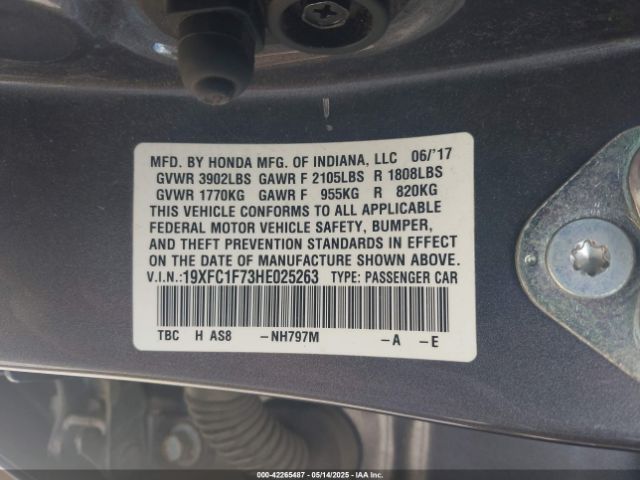 MFD. BY HONDA MFG. OF INDIANA, LLC 06/'17
GVWR 3902LBS GAWR F 2105LBS R 1808LBS
GVWR 1770KG GAWR F 955KG R 820KG
THIS VEHICLE CONFORMS TO ALL APPLICABLE
FEDERAL MOTOR VEHICLE SAFETY, BUMPER,
AND THEFT PREVENTION STANDARDS IN EFFECT
ON THE DATE OF MANUFACTURE SHOWN ABOVE.
V.I.N.:19XFC1F73HE025263 TYPE: PASSENGER CAR
TBC H AS8 -NH797M -A -E
000-42265487 - 05/14/2025 - IAA Inc.